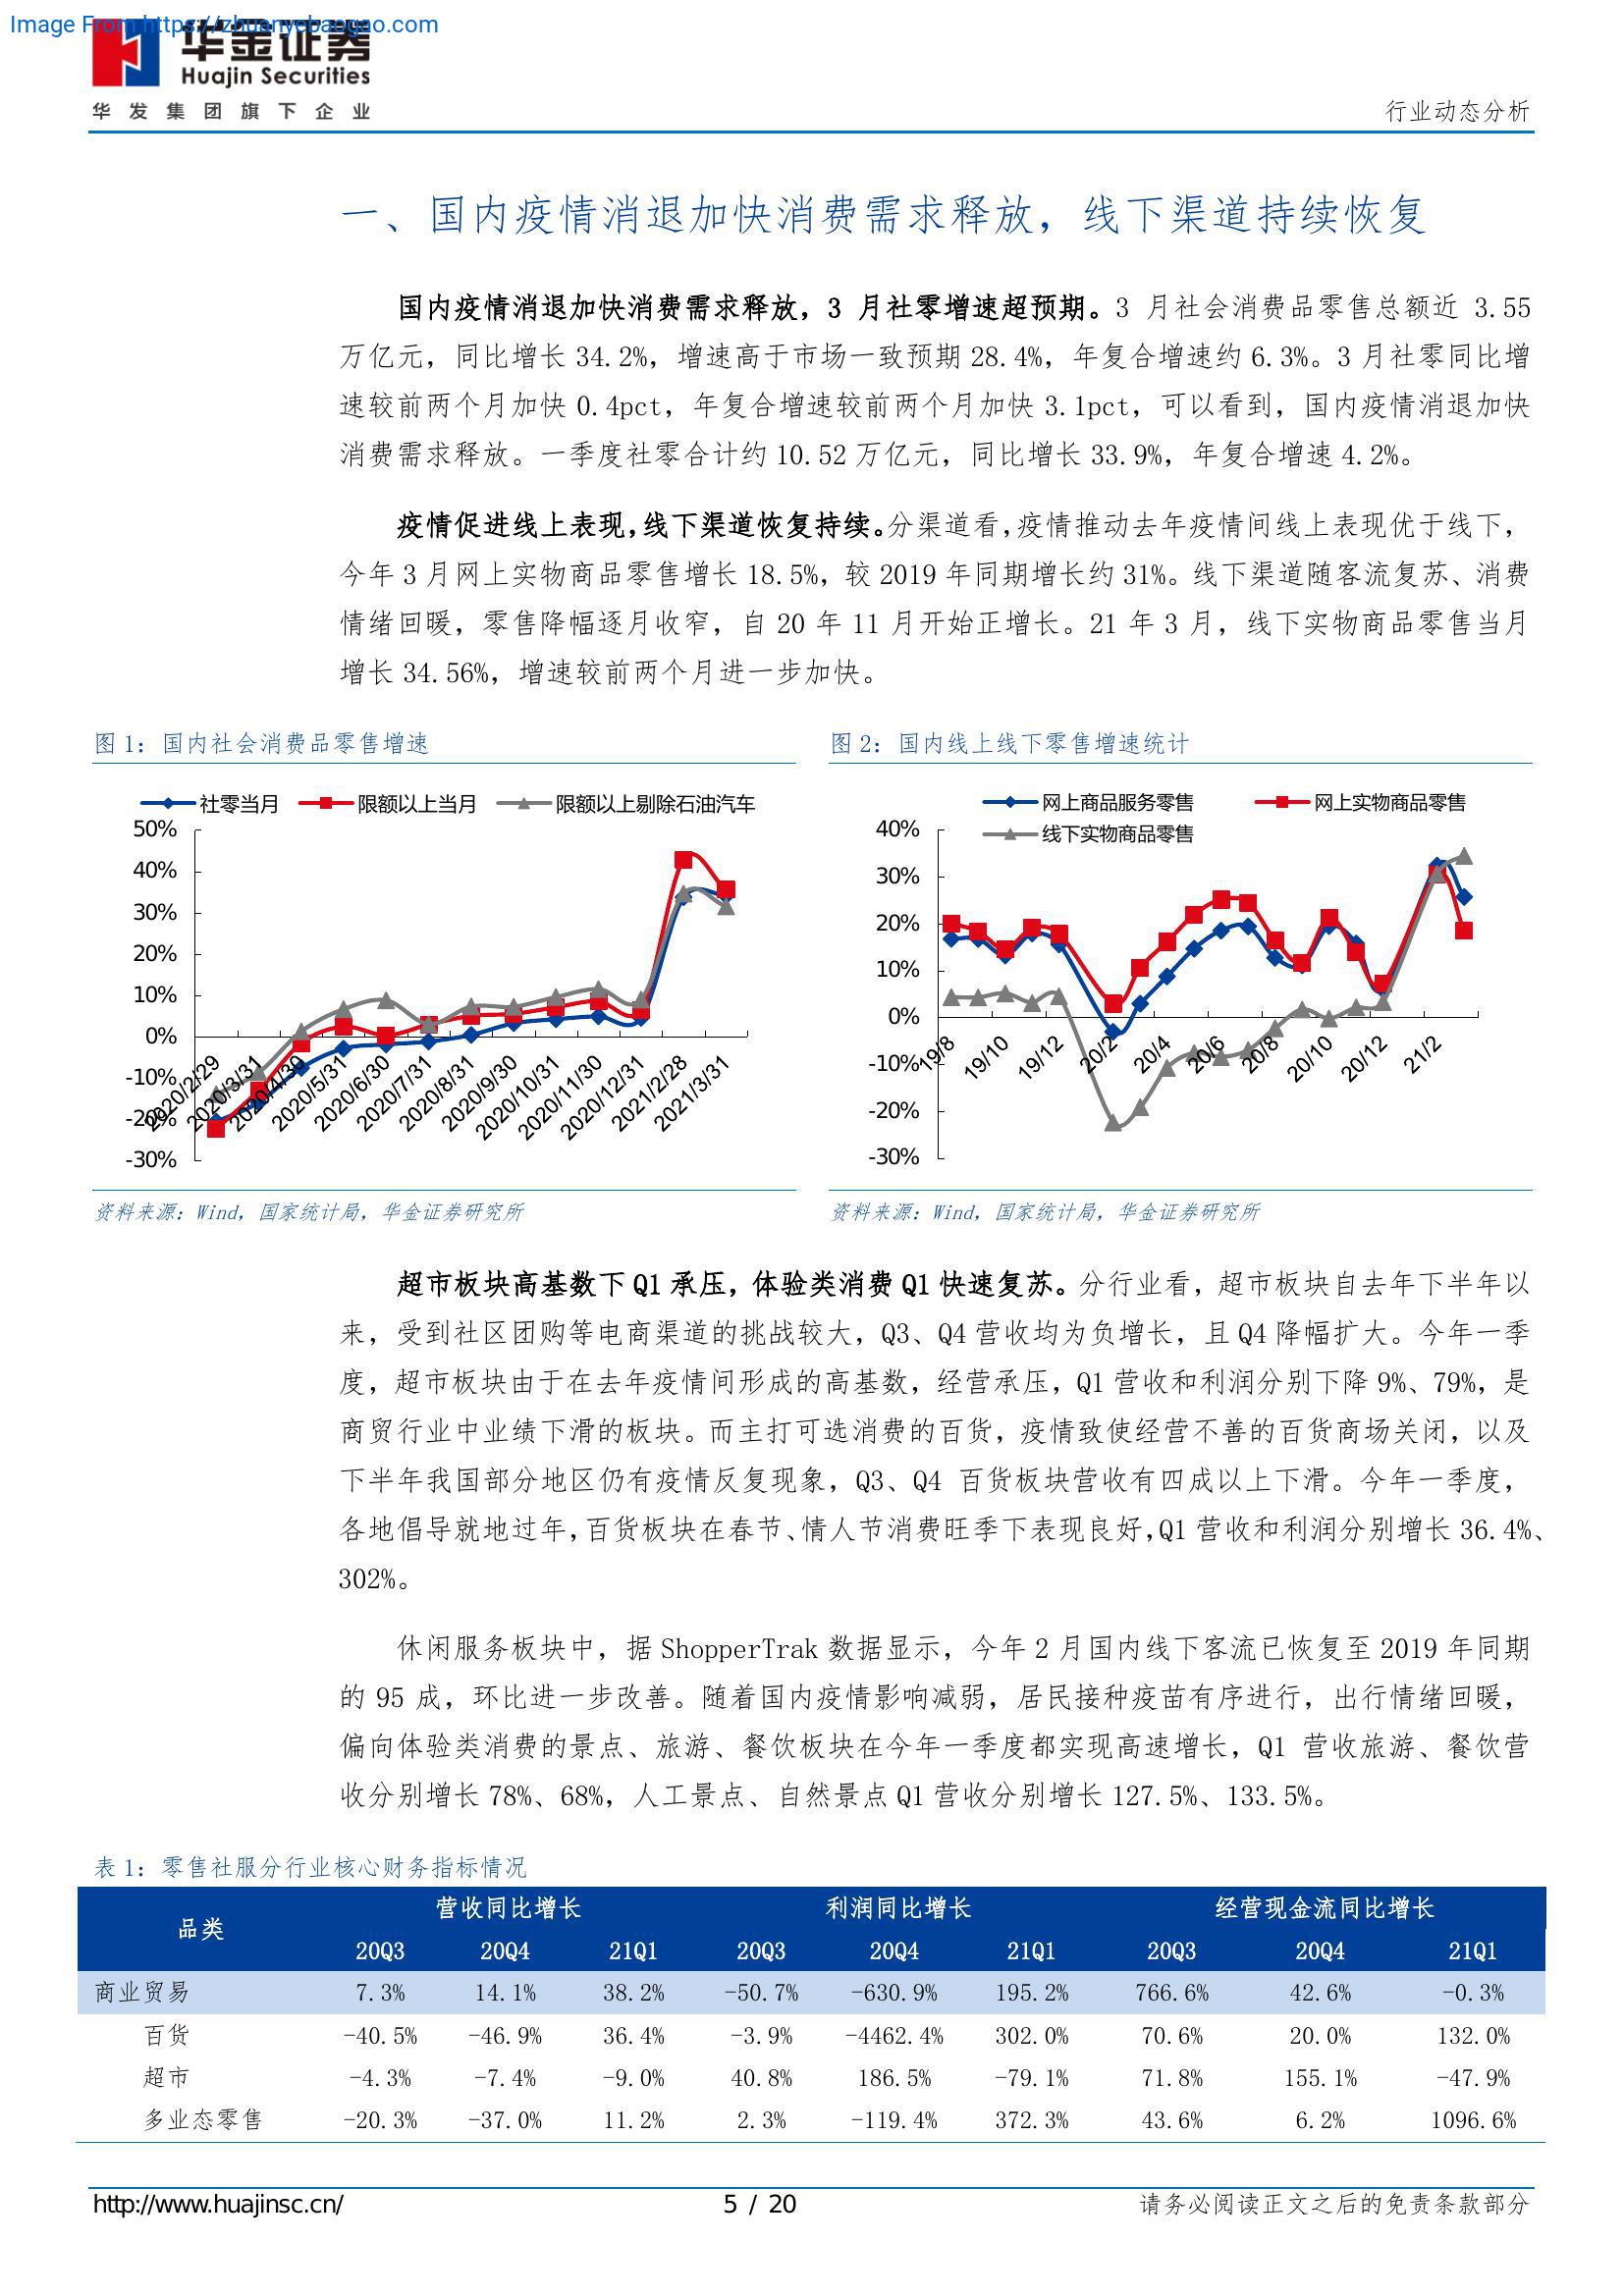 Image From https://zhuanyebaogao.com
华金证券
Huajin Securities
华发集团旗下企业
行业动态分析
一、国内疫情消退加快消费需求释放，线下渠道持续恢复
国内疫情消退加快消费需求释放，3 月社零增速超预期。3 月社会消费品零售总额近 3.55
万亿元，同比增长 34.2%，增速高于市场一致预期 28.4%，年复合增速约 6.3%。3 月社零同比增
速较前两个月加快 0.4pct，年复合增速较前两个月加快 3.1pct，可以看到，国内疫情消退加快
消费需求释放。一季度社零合计约 10.52 万亿元，同比增长 33.9%，年复合增速 4.2%。
疫情促进线上表现，线下渠道恢复持续。分渠道看，疫情推动去年疫情间线上表现优于线下，
今年 3 月网上实物商品零售增长 18.5%，较 2019 年同期增长约 31%。线下渠道随客流复苏、消费
情绪回暖，零售降幅逐月收窄，自 20 年 11 月开始正增长。21 年 3 月，线下实物商品零售当月
增长 34.56%，增速较前两个月进一步加快。
图 1：国内社会消费品零售增速
社零当月 限额以上当月 限额以上剔除石油汽车
50%
40%
30%
20%
10%
0%
-10%
-20%
-30%
2020/2/29 2020/3/31 2020/4/30 2020/5/31 2020/6/30 2020/7/31 2020/8/31 2020/9/30 2020/10/31 2020/11/30 2020/12/31 2021/2/28 2021/3/31
资料来源：Wind，国家统计局，华金证券研究所
图 2：国内线上线下零售增速统计
网上商品服务零售 网上实物商品零售
线下实物商品零售
40%
30%
20%
10%
0%
-10%
-20%
-30%
19/8 19/10 19/12 20/2 20/4 20/6 20/8 20/10 20/12 21/2
资料来源：Wind，国家统计局，华金证券研究所
超市板块高基数下 Q1 承压，体验类消费 Q1 快速复苏。分行业看，超市板块自去年下半年以
来，受到社区团购等电商渠道的挑战较大，Q3、Q4 营收均为负增长，且 Q4 降幅扩大。今年一季
度，超市板块由于在去年疫情间形成的高基数，经营承压，Q1 营收和利润分别下降 9%、79%，是
商贸行业中业绩下滑的板块。而主打可选消费的百货，疫情致使经营不善的百货商场关闭，以及
下半年我国部分地区仍有疫情反复现象，Q3、Q4 百货板块营收有四成以上下滑。今年一季度，
各地倡导就地过年，百货板块在春节、情人节消费旺季下表现良好，Q1 营收和利润分别增长 36.4%、
302%。
休闲服务板块中，据 ShopperTrak 数据显示，今年 2 月国内线下客流已恢复至 2019 年同期
的 95 成，环比进一步改善。随着国内疫情影响减弱，居民接种疫苗有序进行，出行情绪回暖，
偏向体验类消费的景点、旅游、餐饮板块在今年一季度都实现高速增长，Q1 营收旅游、餐饮营
收分别增长 78%、68%，人工景点、自然景点 Q1 营收分别增长 127.5%、133.5%。
表 1：零售社服分行业核心财务指标情况
品类 营收同比增长 利润同比增长 经营现金流同比增长
20Q3 20Q4 21Q1 20Q3 20Q4 21Q1 20Q3 20Q4 21Q1
商业贸易 7.3% 14.1% 38.2% -50.7% -630.9% 195.2% 766.6% 42.6% -0.3%
百货 -40.5% -46.9% 36.4% -3.9% -4462.4% 302.0% 70.6% 20.0% 132.0%
超市 -4.3% -7.4% -9.0% 40.8% 186.5% -79.1% 71.8% 155.1% -47.9%
多业态零售 -20.3% -37.0% 11.2% 2.3% -119.4% 372.3% 43.6% 6.2% 1096.6%
http://www.huajinsc.cn/ 5 / 20 请务必阅读正文之后的免责条款部分